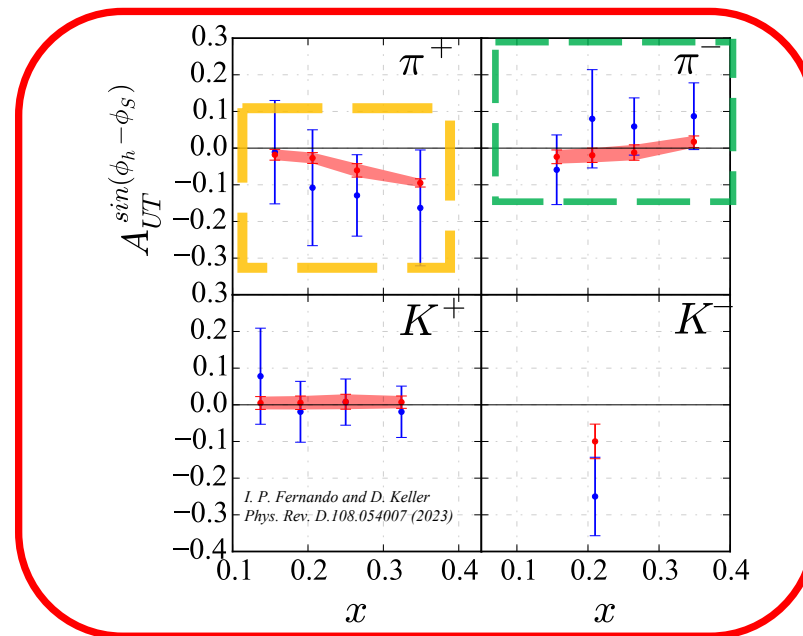 0.3
0.2
0.1
0.0
−0.1
−0.2
−0.3
π⁺
π⁻
A_{UT}^{sin(ϕ_h−ϕ_S)}
0.3
0.2
0.1
0.0
−0.1
−0.2
−0.3
−0.4
K⁺
K⁻
I. P. Fernando and D. Keller
Phys. Rev. D.108.054007 (2023)
0.1 0.2 0.3 0.4 0.1 0.2 0.3 0.4
x x